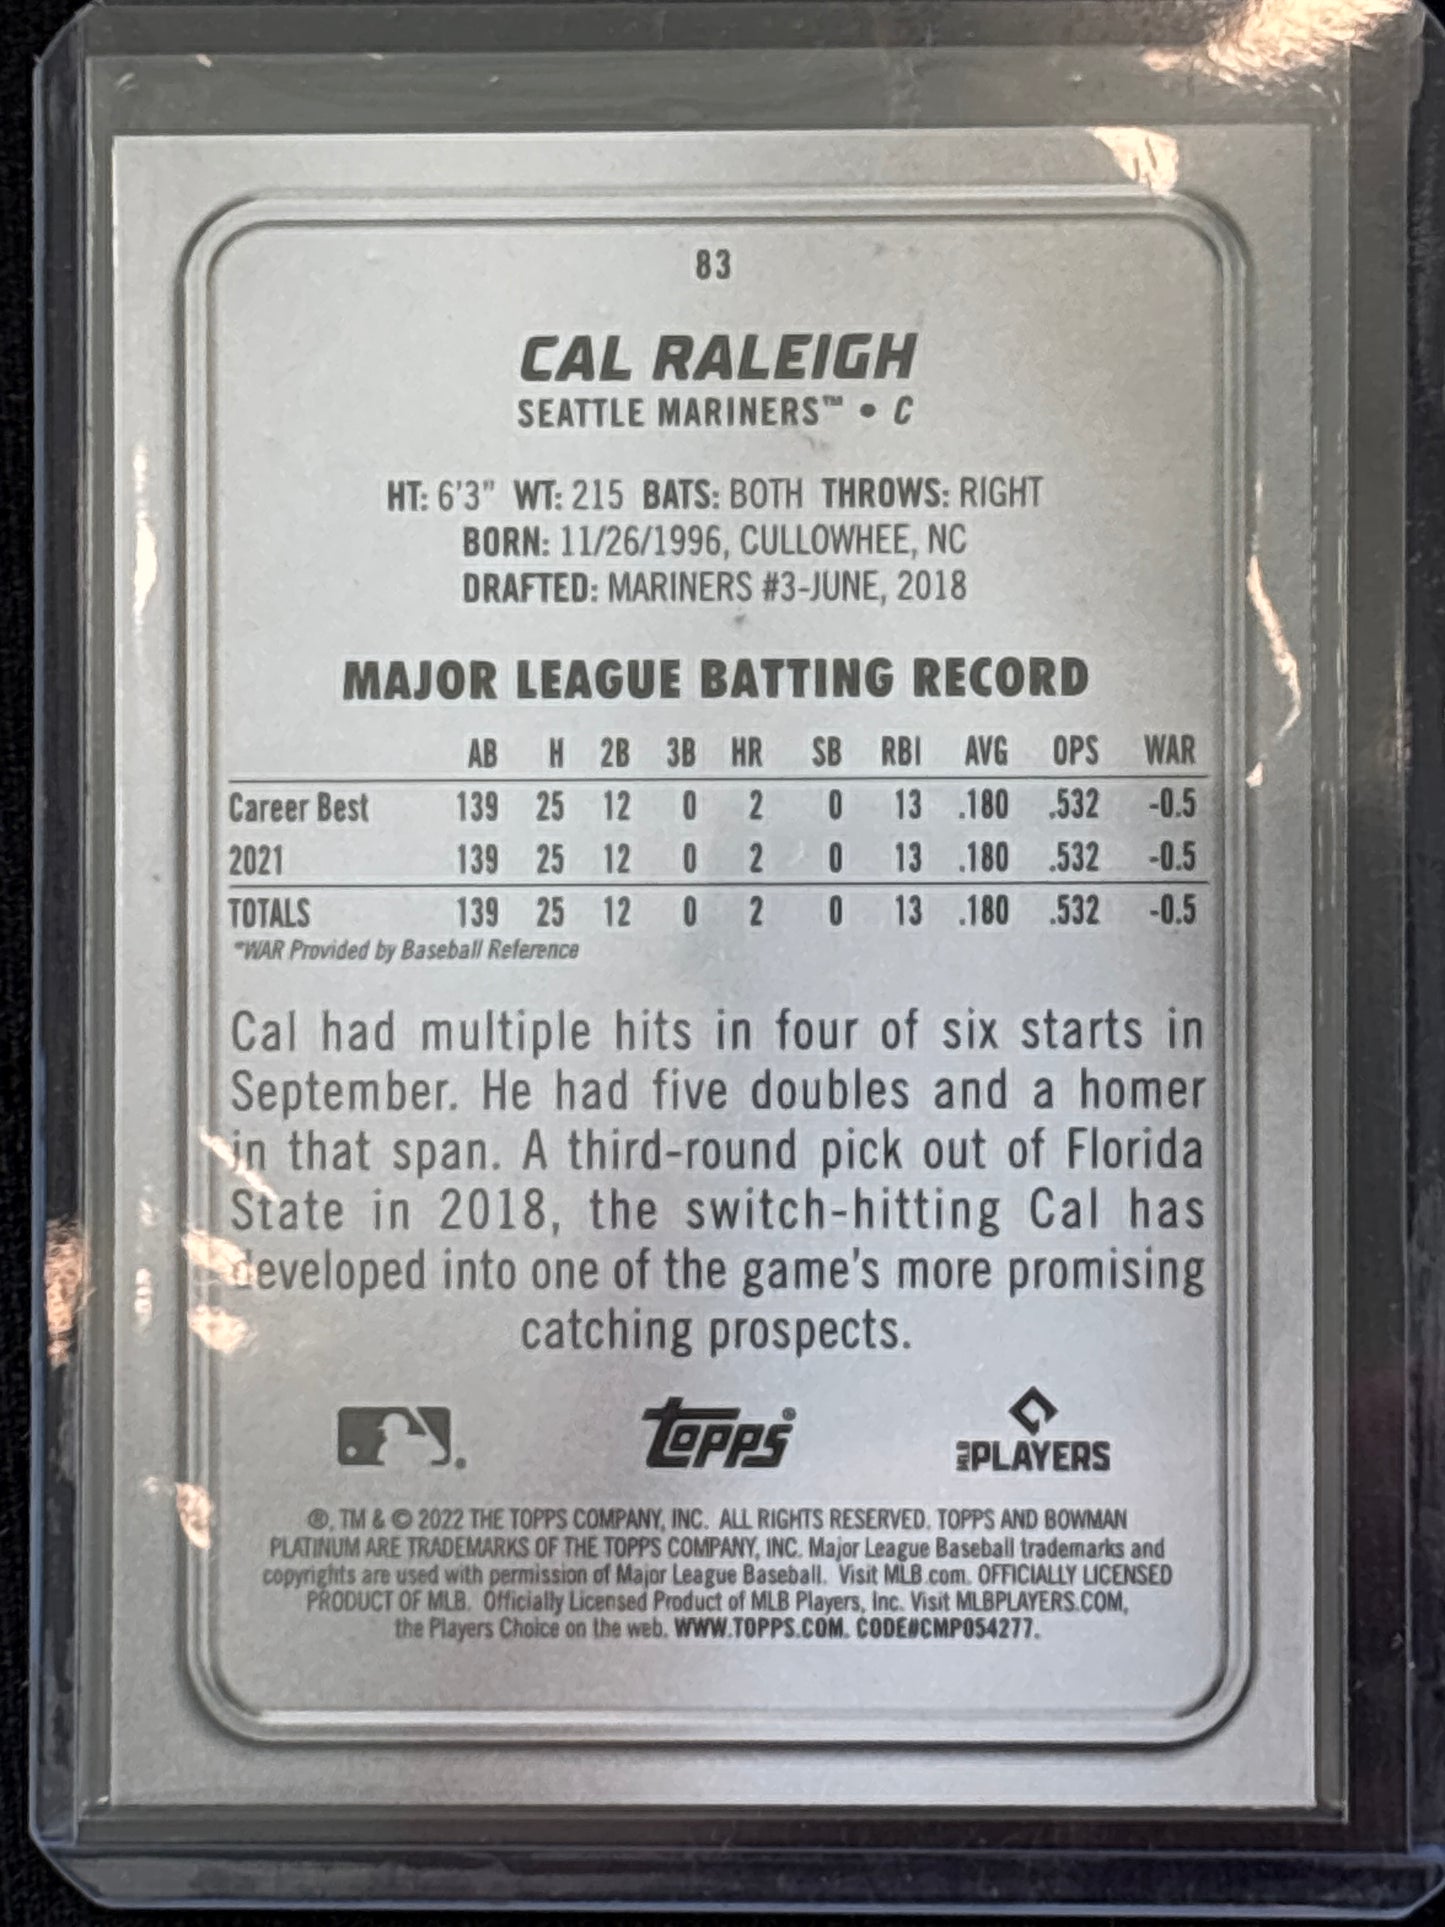 83
CAL RALEIGH
SEATTLE MARINERS™ • C
HT: 6'3" WT: 215 BATS: BOTH THROWS: RIGHT
BORN: 11/26/1996, CULLOWHEE, NC
DRAFTED: MARINERS #3-JUNE, 2018
MAJOR LEAGUE BATTING RECORD
AB H 2B 3B HR SB RBI AVG OPS WAR
Career Best 139 25 12 0 2 0 13 .180 .532 -0.5
2021 139 25 12 0 2 0 13 .180 .532 -0.5
TOTALS 139 25 12 0 2 0 13 .180 .532 -0.5
*WAR Provided by Baseball Reference
Cal had multiple hits in four of six starts in
September. He had five doubles and a homer
in that span. A third-round pick out of Florida
State in 2018, the switch-hitting Cal has
developed into one of the game's more promising
catching prospects.
topps® MLB PLAYERS
®, TM & © 2022 THE TOPPS COMPANY, INC. ALL RIGHTS RESERVED. TOPPS AND BOWMAN
PLATINUM ARE TRADEMARKS OF THE TOPPS COMPANY, INC. Major League Baseball trademarks and
copyrights are used with permission of Major League Baseball. Visit MLB.com. OFFICIALLY LICENSED
PRODUCT OF MLB. Officially Licensed Product of MLB Players, Inc. Visit MLBPLAYERS.COM,
the Players Choice on the web. WWW.TOPPS.COM. CODE#CMP054277.